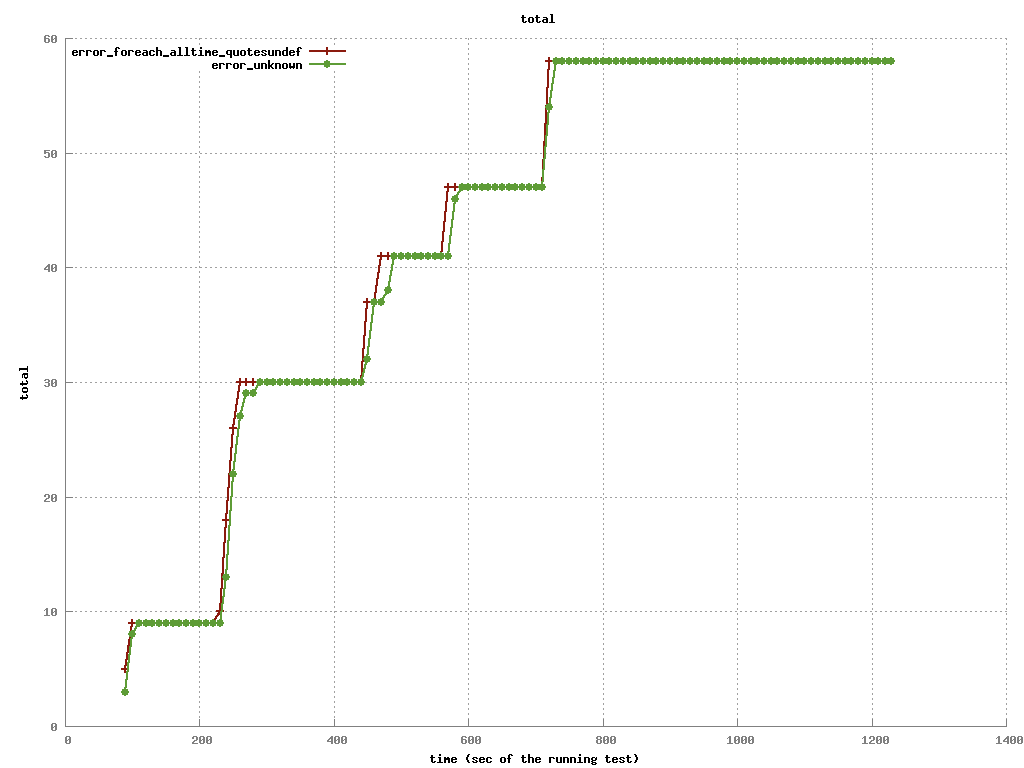 total
error_foreach_alltime_quotesundef
error_unknown
60
50
40
30
20
10
0
total
0 200 400 600 800 1000 1200 1400
time (sec of the running test)